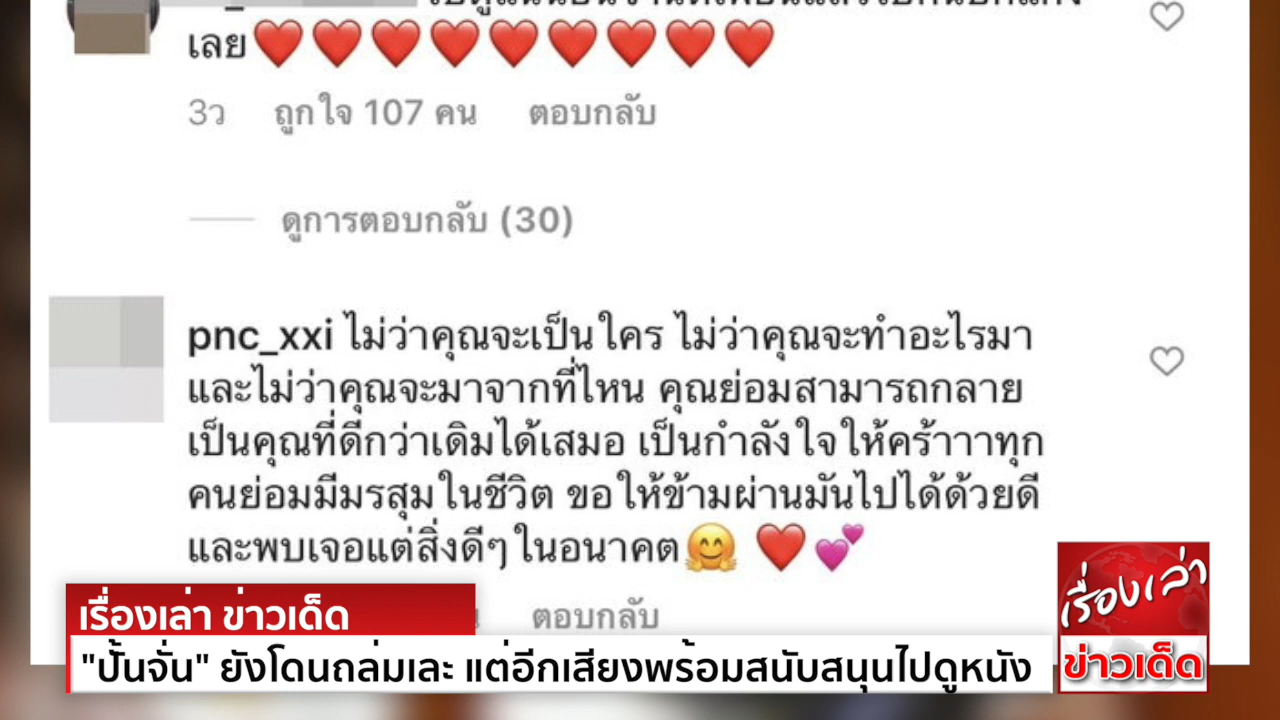 เลย❤️❤️❤️❤️❤️❤️❤️❤️❤️
3ว ถูกใจ 107 คน ตอบกลับ
ดูการตอบกลับ (30)
pnc_xxi ไม่ว่าคุณจะเป็นใคร ไม่ว่าคุณจะทำอะไรมา
และไม่ว่าคุณจะมาจากที่ไหน คุณย่อมสามารถกลาย
เป็นคุณที่ดีกว่าเดิมได้เสมอ เป็นกำลังใจให้คร้าาาทุก
คนย่อมมีมรสุมในชีวิต ขอให้ข้ามผ่านมันไปได้ด้วยดี
และพบเจอแต่สิ่งดีๆในอนาคต🤗 ❤️💕
ตอบกลับ
เรื่องเล่า ข่าวเด็ด
"ปั้นจั่น" ยังโดนถล่มเละ แต่อีกเสียงพร้อมสนับสนุนไปดูหนัง
เรื่องเล่า
ข่าวเด็ด